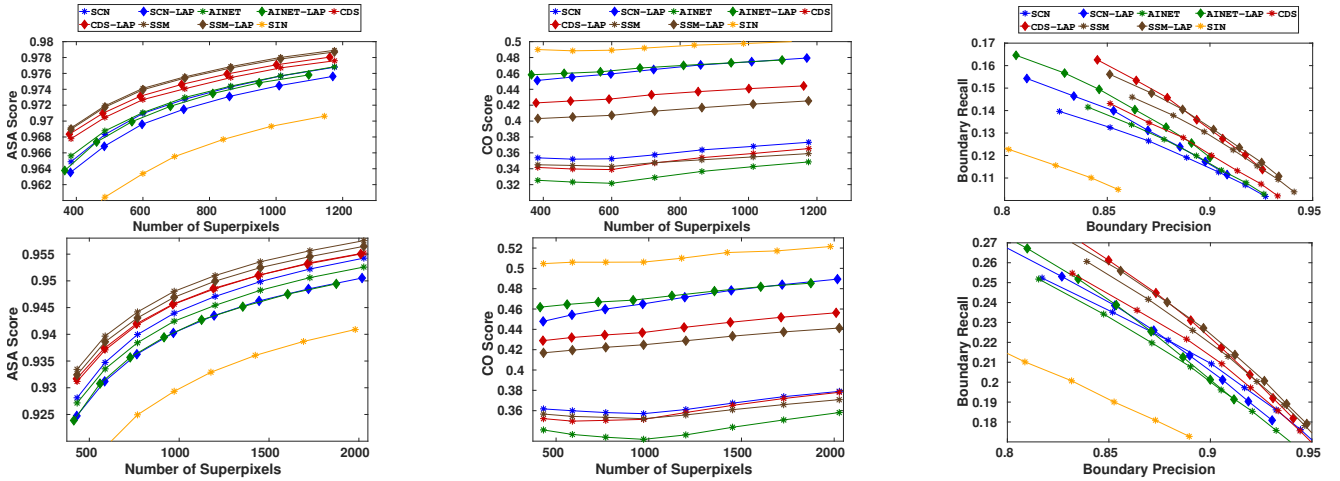 SCN SCN-LAP AINET AINET-LAP CDS
CDS-LAP SSM SSM-LAP SIN
0.98
0.978
0.976
0.974
0.972
0.97
0.968
0.966
0.964
0.962
ASA Score
400 600 800 1000 1200
Number of Superpixels
SCN SCN-LAP AINET AINET-LAP
CDS-LAP SSM SSM-LAP SIN
CDS
0.5
0.48
0.46
0.44
0.42
0.4
0.38
0.36
0.34
0.32
CO Score
400 600 800 1000 1200
Number of Superpixels
SCN SCN-LAP AINET AINET-LAP CDS
CDS-LAP SSM SSM-LAP SIN
0.17
0.16
0.15
0.14
0.13
0.12
0.11
Boundary Recall
0.8 0.85 0.9 0.95
Boundary Precision
0.955
0.95
0.945
0.94
0.935
0.93
0.925
ASA Score
500 1000 1500 2000
Number of Superpixels
0.52
0.5
0.48
0.46
0.44
0.42
0.4
0.38
0.36
CO Score
500 1000 1500 2000
Number of Superpixels
0.27
0.26
0.25
0.24
0.23
0.22
0.21
0.2
0.19
0.18
0.17
Boundary Recall
0.8 0.85 0.9 0.95
Boundary Precision